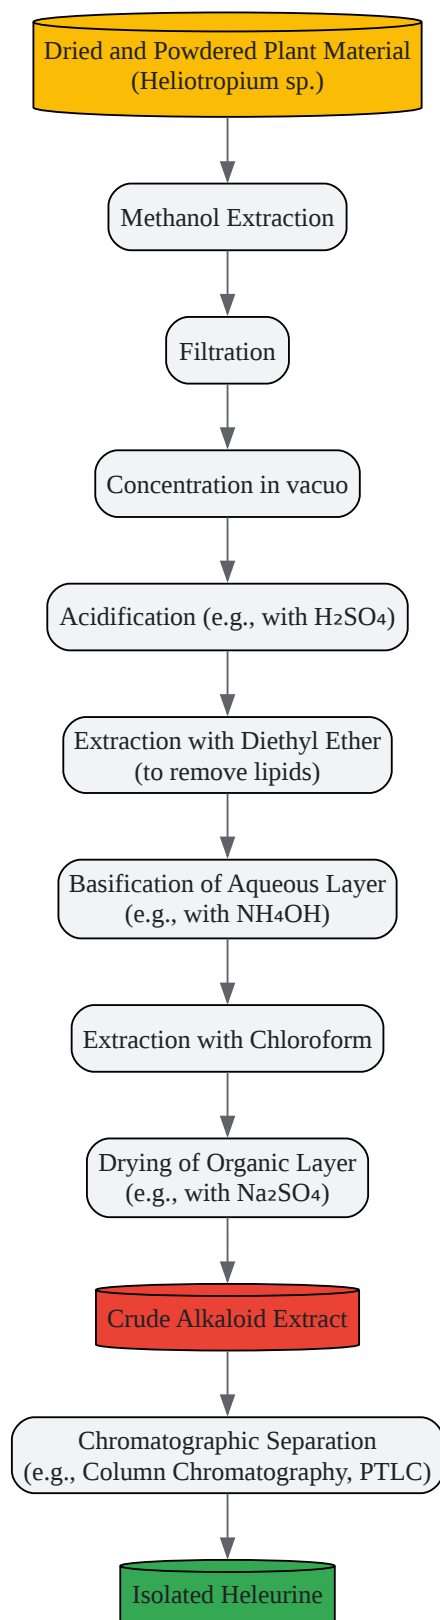 Dried and Powdered Plant Material
(Heliotropium sp.)
Methanol Extraction
Filtration
Concentration in vacuo
Acidification (e.g., with H₂SO₄)
Extraction with Diethyl Ether
(to remove lipids)
Basification of Aqueous Layer
(e.g., with NH₄OH)
Extraction with Chloroform
Drying of Organic Layer
(e.g., with Na₂SO₄)
Crude Alkaloid Extract
Chromatographic Separation
(e.g., Column Chromatography, PTLC)
Isolated Heleurine